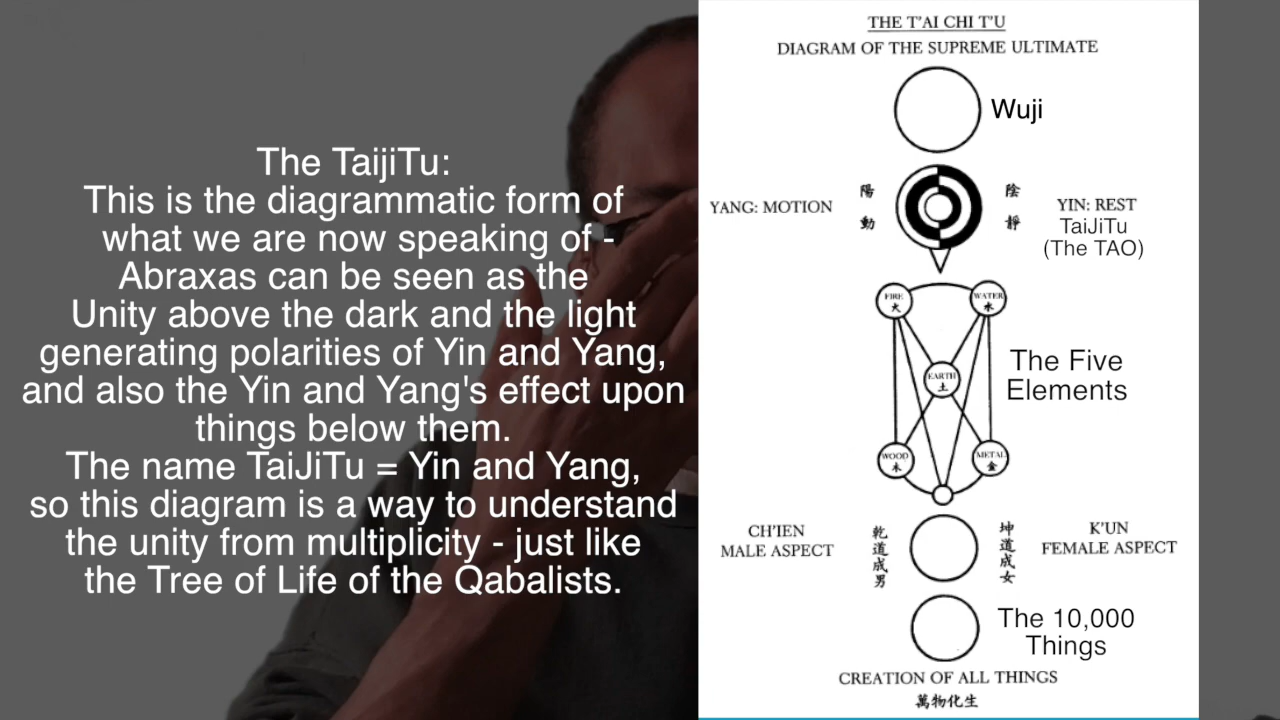 The TaijiTu:
This is the diagrammatic form of
what we are now speaking of -
Abraxas can be seen as the
Unity above the dark and the light
generating polarities of Yin and Yang,
and also the Yin and Yang's effect upon
things below them.
The name TaiJiTu = Yin and Yang,
so this diagram is a way to understand
the unity from multiplicity - just like
the Tree of Life of the Qabalists.
THE T'AI CHI T'U
DIAGRAM OF THE SUPREME ULTIMATE
Wuji
YANG: MOTION
陽動
陰靜
YIN: REST
TaiJiTu
(The TAO)
FIRE
火
WATER
水
EARTH
土
The Five
Elements
WOOD
木
METAL
金
CH'IEN
MALE ASPECT
乾道成男
坤道成女
K'UN
FEMALE ASPECT
The 10,000
Things
CREATION OF ALL THINGS
萬物化生